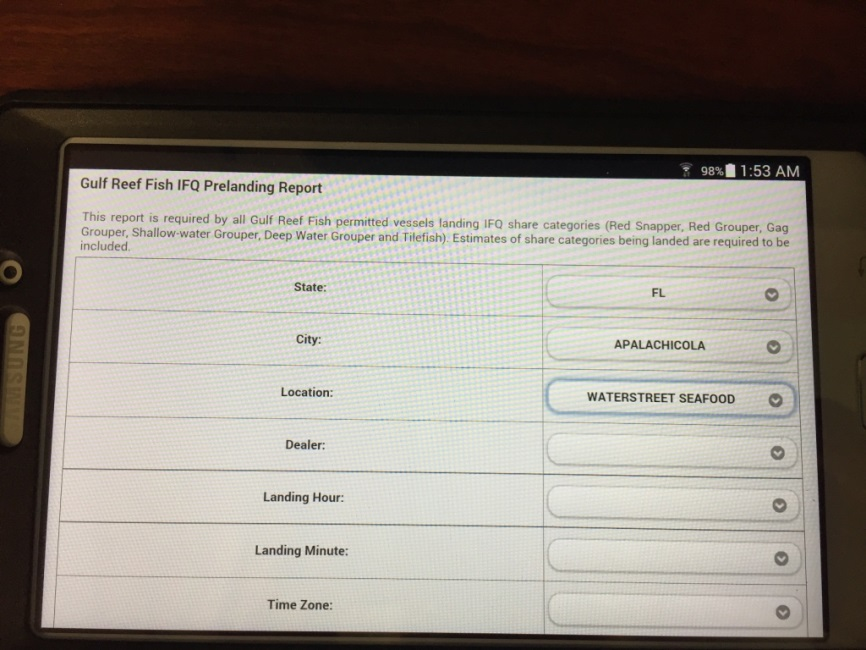 98% 1:53 AM
Gulf Reef Fish IFQ Prelanding Report
This report is required by all Gulf Reef Fish permitted vessels landing IFQ share categories (Red Snapper, Red Grouper, Gag
Grouper, Shallow-water Grouper, Deep Water Grouper and Tilefish). Estimates of share categories being landed are required to be
included.
State: FL
City: APALACHICOLA
Location: WATERSTREET SEAFOOD
Dealer:
Landing Hour:
Landing Minute:
Time Zone:
SAMSUNG